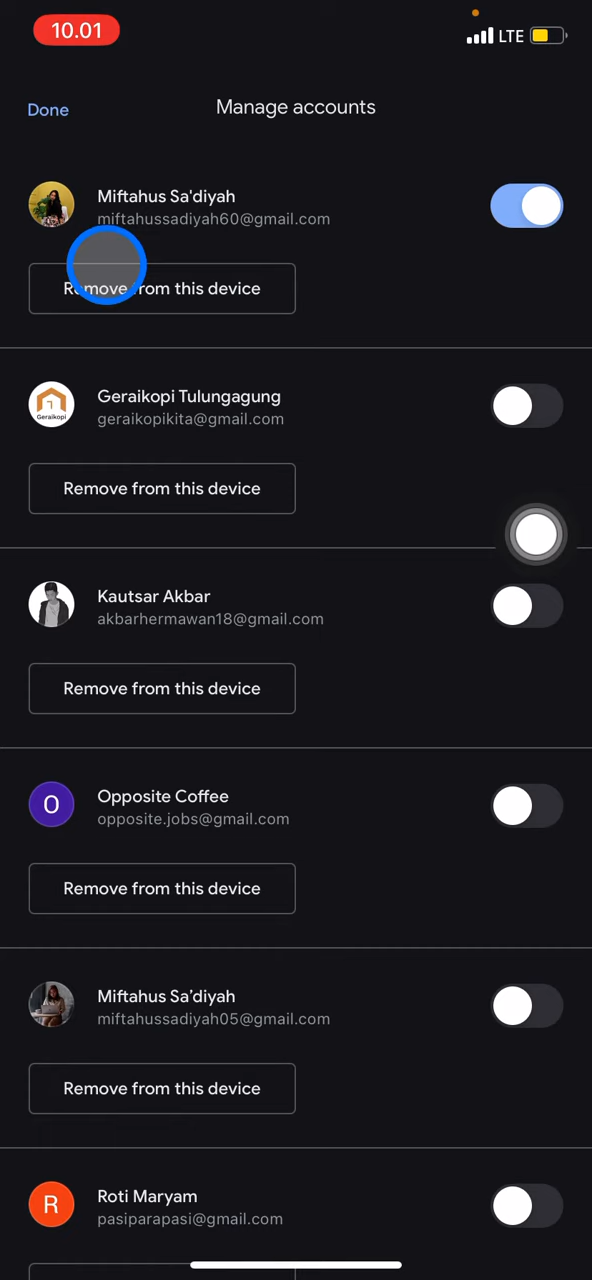 10.01
LTE
Done
Manage accounts
Miftahus Sa'diyah
miftahussadiyah60@gmail.com
Remove from this device
Geraikopi
Geraikopi Tulungagung
geraikopikita@gmail.com
Remove from this device
Kautsar Akbar
akbarhermawan18@gmail.com
Remove from this device
O
Opposite Coffee
opposite.jobs@gmail.com
Remove from this device
Miftahus Sa’diyah
miftahussadiyah05@gmail.com
Remove from this device
R
Roti Maryam
pasiparapasi@gmail.com